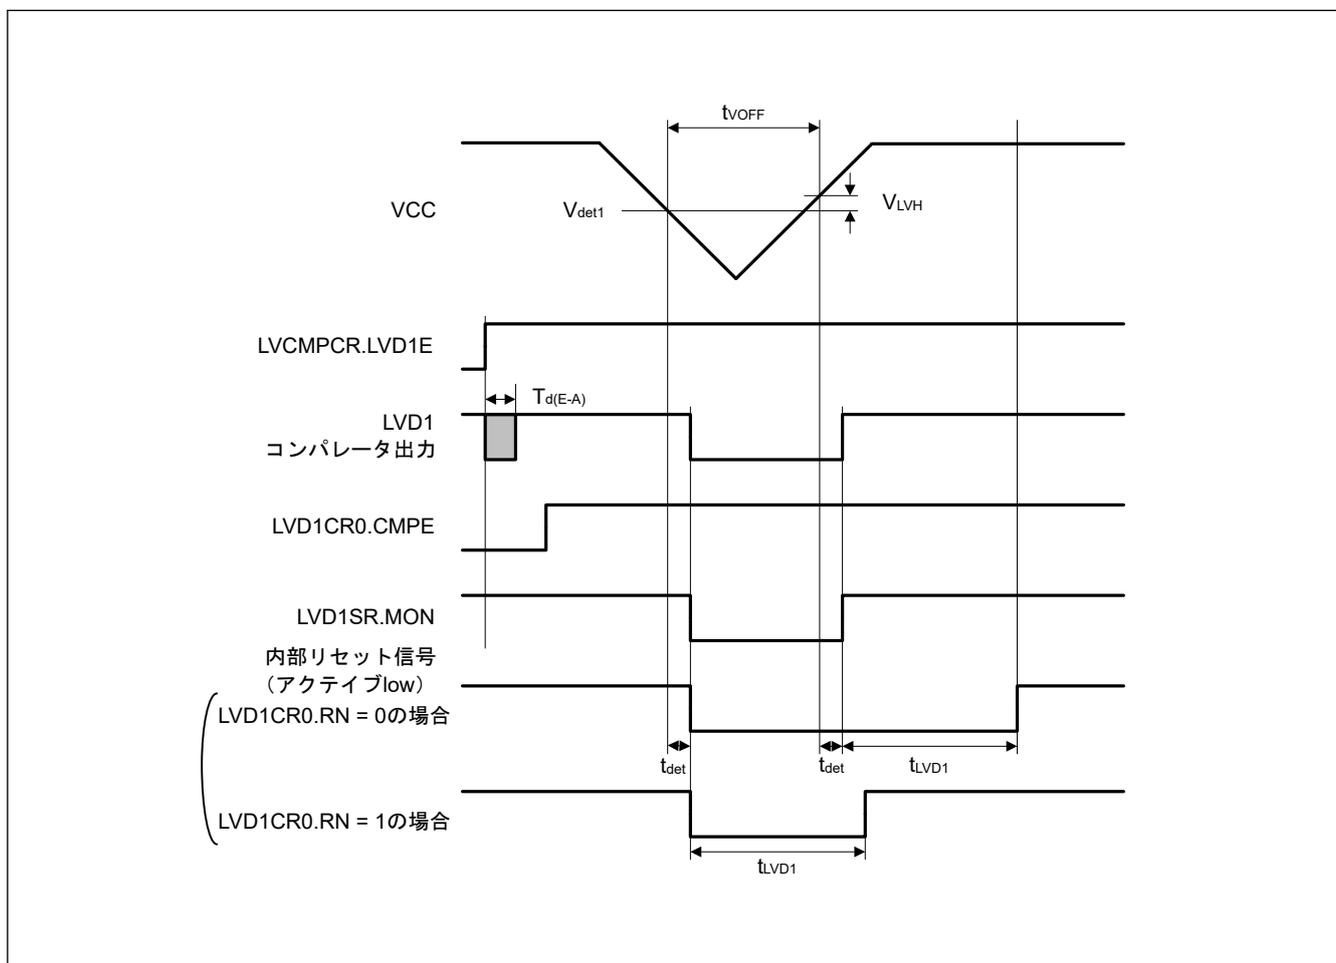 tVOFF
VCC
Vdet1
VLVH
LVCMPCR.LVD1E
Td(E-A)
LVD1
コンパレータ出力
LVD1CR0.CMPE
LVD1SR.MON
内部リセット信号
（アクティブlow）
LVD1CR0.RN = 0の場合
tdet
tdet
tLVD1
LVD1CR0.RN = 1の場合
tLVD1